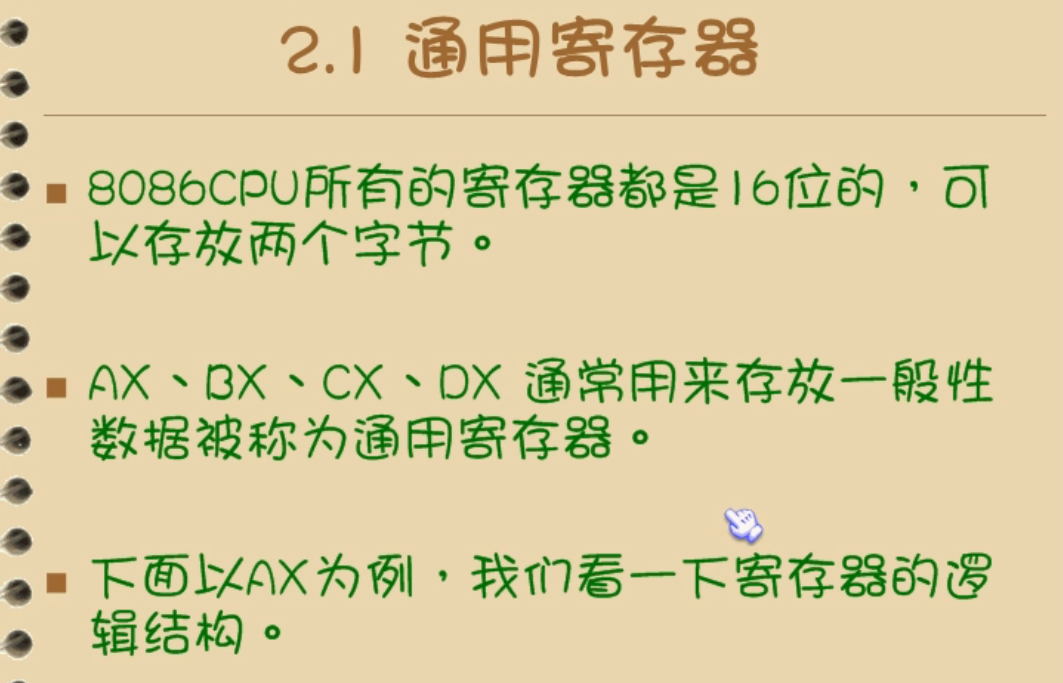 2.1 通用寄存器
8086CPU所有的寄存器都是16位的，可
以存放两个字节。
AX、BX、CX、DX 通常用来存放一般性
数据被称为通用寄存器。
下面以AX为例，我们看一下寄存器的逻
辑结构。